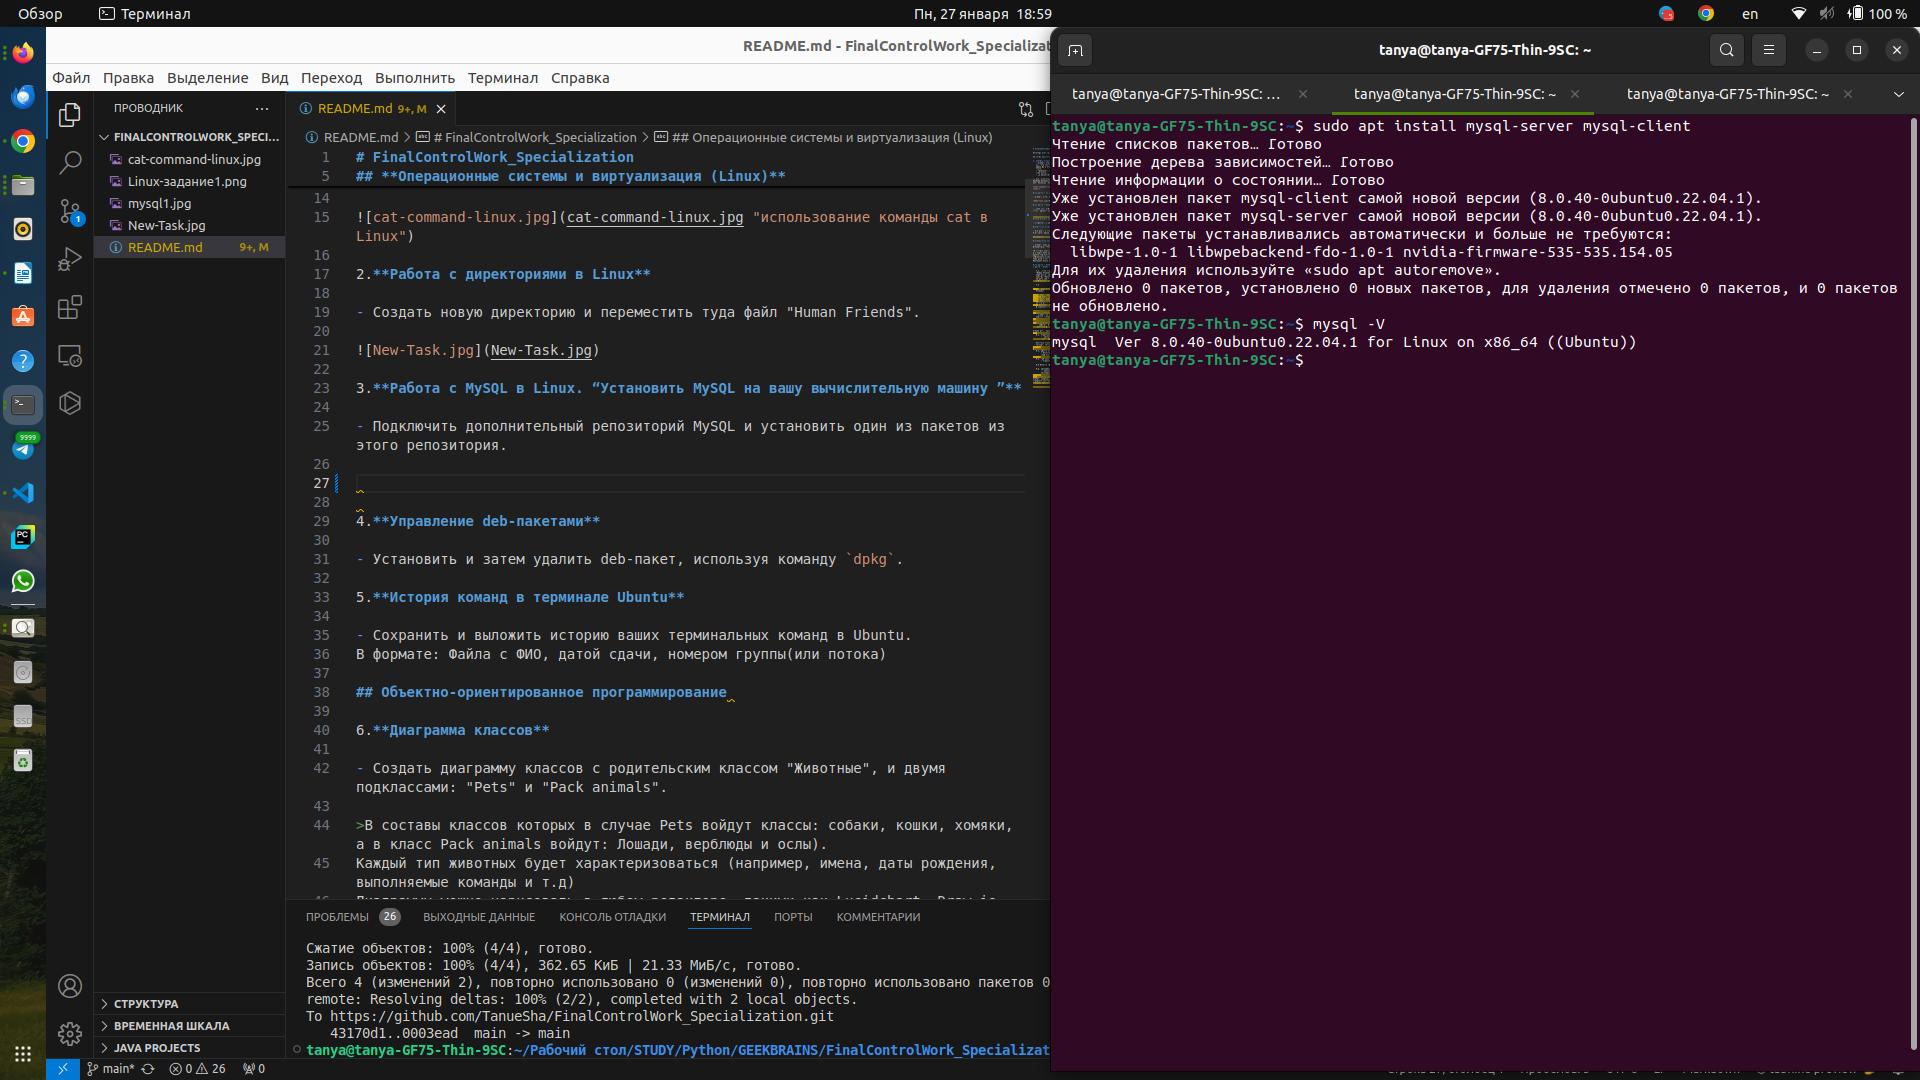 Обзор
Терминал
Пн, 27 января 18:59
en
100 %
README.md - FinalControlWork_Specializat
Файл Правка Выделение Вид Переход Выполнить Терминал Справка
ПРОВОДНИК
FINALCONTROLWORK_SPECI...
cat-command-linux.jpg
Linux-задание1.png
mysql1.jpg
New-Task.jpg
README.md 9+, M
1
9999
СТРУКТУРА
ВРЕМЕННАЯ ШКАЛА
JAVA PROJECTS
README.md 9+, M
README.md > # FinalControlWork_Specialization > ## Операционные системы и виртуализация (Linux)
1 # FinalControlWork_Specialization
5 ## **Операционные системы и виртуализация (Linux)**
14
15 ![cat-command-linux.jpg](cat-command-linux.jpg "использование команды cat в
Linux")
16
17 2.**Работа с директориями в Linux**
18
19 - Создать новую директорию и переместить туда файл "Human Friends".
20
21 ![New-Task.jpg](New-Task.jpg)
22
23 3.**Работа с MySQL в Linux. “Установить MySQL на вашу вычислительную машину ”**
24
25 - Подключить дополнительный репозиторий MySQL и установить один из пакетов из
этого репозитория.
26
27
28
29 4.**Управление deb-пакетами**
30
31 - Установить и затем удалить deb-пакет, используя команду `dpkg`.
32
33 5.**История команд в терминале Ubuntu**
34
35 - Сохранить и выложить историю ваших терминальных команд в Ubuntu.
36 В формате: Файла с ФИО, датой сдачи, номером группы(или потока)
37
38 ## Объектно-ориентированное программирование
39
40 6.**Диаграмма классов**
41
42 - Создать диаграмму классов с родительским классом "Животные", и двумя
подклассами: "Pets" и "Pack animals".
43
44 >В составы классов которых в случае Pets войдут классы: собаки, кошки, хомяки,
а в класс Pack animals войдут: Лошади, верблюды и ослы).
45 Каждый тип животных будет характеризоваться (например, имена, даты рождения,
выполняемые команды и т.д)
ПРОБЛЕМЫ 26 ВЫХОДНЫЕ ДАННЫЕ КОНСОЛЬ ОТЛАДКИ ТЕРМИНАЛ ПОРТЫ КОММЕНТАРИИ
Сжатие объектов: 100% (4/4), готово.
Запись объектов: 100% (4/4), 362.65 КиБ | 21.33 МиБ/с, готово.
Всего 4 (изменений 2), повторно использовано 0 (изменений 0), повторно использовано пакетов 0
remote: Resolving deltas: 100% (2/2), completed with 2 local objects.
To https://github.com/TanueSha/FinalControlWork_Specialization.git
43170d1..0003ead main -> main
tanya@tanya-GF75-Thin-9SC:~/Рабочий стол/STUDY/Python/GEEKBRAINS/FinalControlWork_Specializat
main* 0 26 0
tanya@tanya-GF75-Thin-9SC: ~
tanya@tanya-GF75-Thin-9SC: ...
tanya@tanya-GF75-Thin-9SC: ~
tanya@tanya-GF75-Thin-9SC: ~
tanya@tanya-GF75-Thin-9SC:~$ sudo apt install mysql-server mysql-client
Чтение списков пакетов… Готово
Построение дерева зависимостей… Готово
Чтение информации о состоянии… Готово
Уже установлен пакет mysql-client самой новой версии (8.0.40-0ubuntu0.22.04.1).
Уже установлен пакет mysql-server самой новой версии (8.0.40-0ubuntu0.22.04.1).
Следующие пакеты устанавливались автоматически и больше не требуются:
libwpe-1.0-1 libwpebackend-fdo-1.0-1 nvidia-firmware-535-535.154.05
Для их удаления используйте «sudo apt autoremove».
Обновлено 0 пакетов, установлено 0 новых пакетов, для удаления отмечено 0 пакетов, и 0 пакетов
не обновлено.
tanya@tanya-GF75-Thin-9SC:~$ mysql -V
mysql  Ver 8.0.40-0ubuntu0.22.04.1 for Linux on x86_64 ((Ubuntu))
tanya@tanya-GF75-Thin-9SC:~$